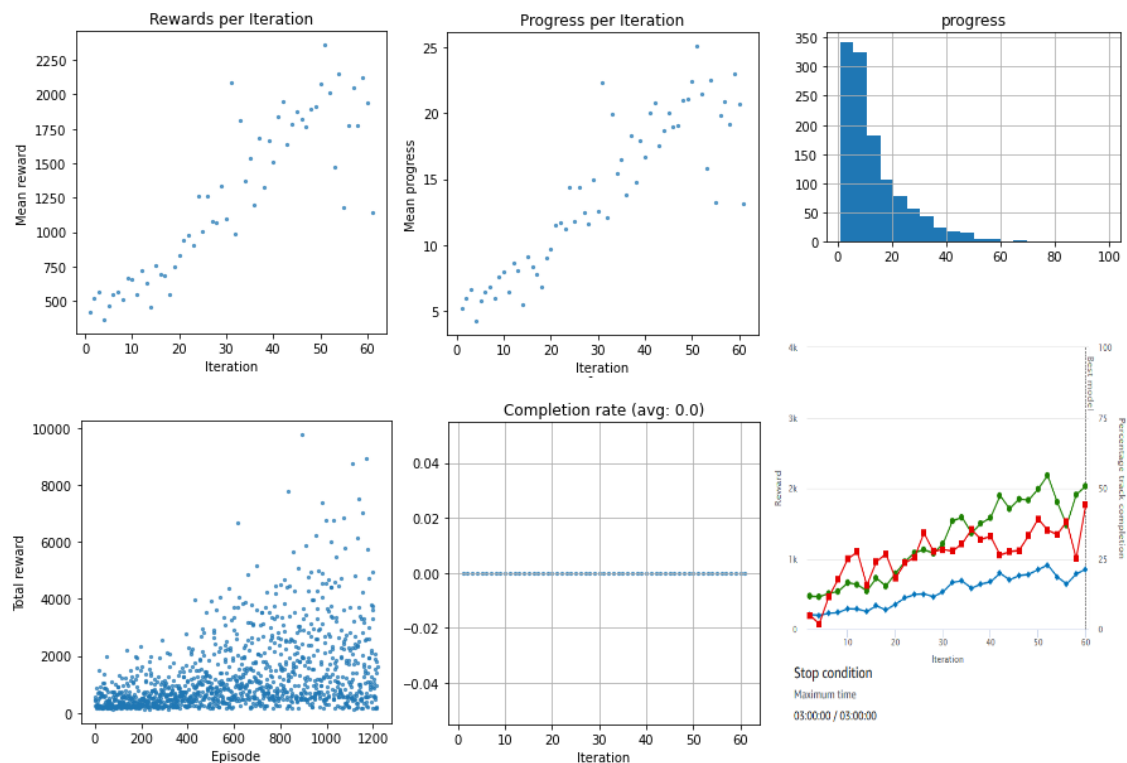 Rewards per Iteration
Mean reward
2250
2000
1750
1500
1250
1000
750
500
0 10 20 30 40 50 60
Iteration
Progress per Iteration
Mean progress
25
20
15
10
5
0 10 20 30 40 50 60
Iteration
progress
350
300
250
200
150
100
50
0
0 20 40 60 80 100
Total reward
10000
8000
6000
4000
2000
0
0 200 400 600 800 1000 1200
Episode
Completion rate (avg: 0.0)
0.04
0.02
0.00
−0.02
−0.04
0 10 20 30 40 50 60
Iteration
Reward
4k
3k
2k
1k
0
10 20 30 40 50 60
Iteration
100
75
50
25
0
Best model
Percentage track completion
Stop condition
Maximum time
03:00:00 / 03:00:00